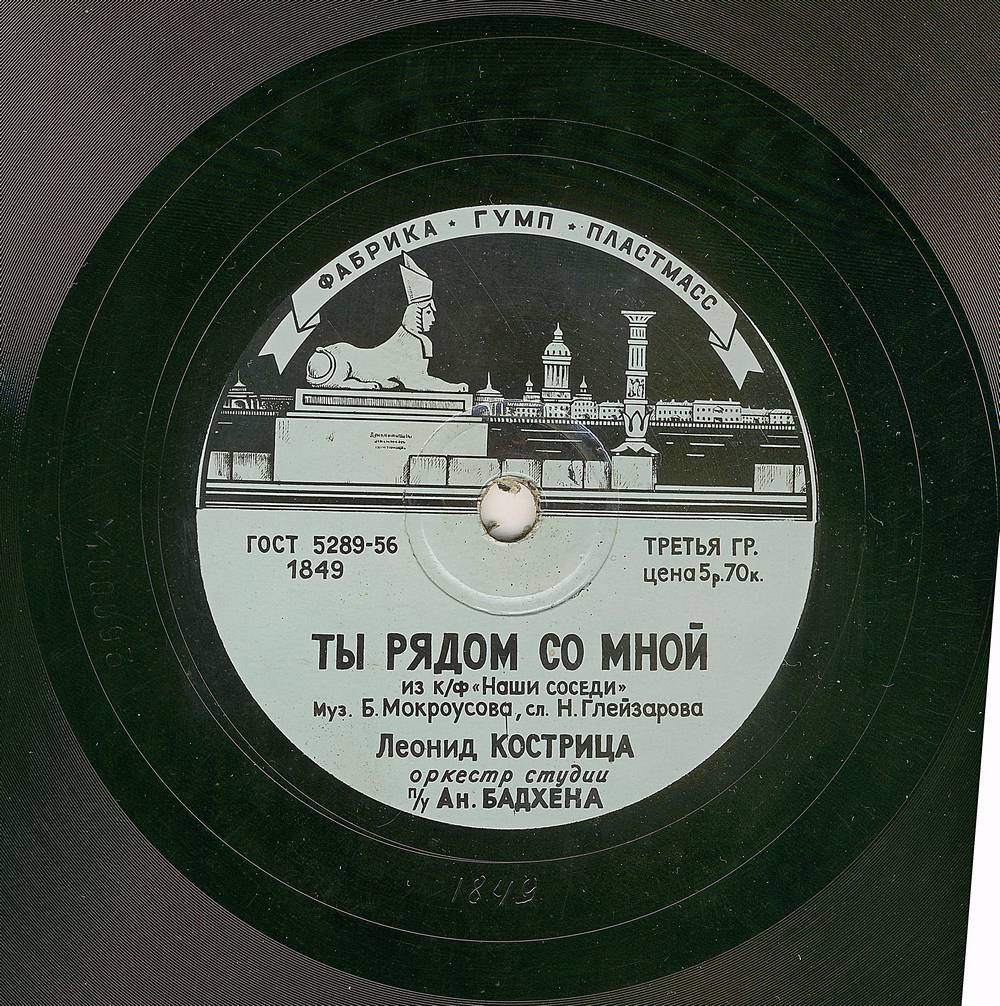 ФАБРИКА * ГУМП * ПЛАСТМАСС
ГОСТ 5289-56
1849
ТРЕТЬЯ ГР.
цена 5р.70к.
ТЫ РЯДОМ СО МНОЙ
из к/ф «Наши соседи»
Муз. Б. Мокроусова, сл. Н. Глейзарова
Леонид КОСТРИЦА
оркестр студии
п/у Ан. БАДХЕНА
1849